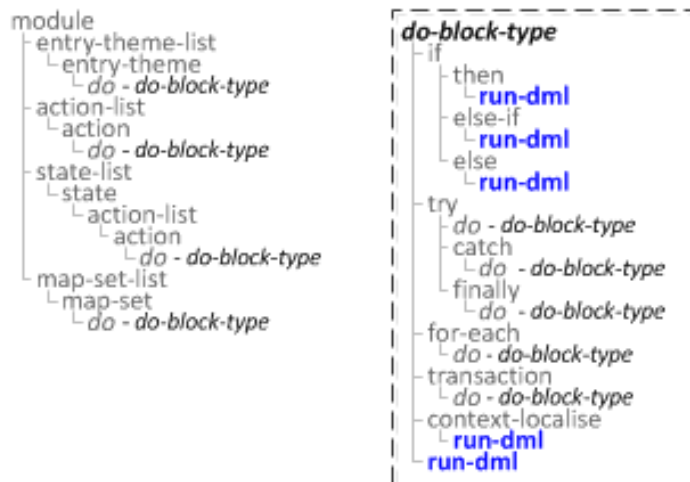 module
entry-theme-list
entry-theme
do - do-block-type
action-list
action
do - do-block-type
state-list
state
action-list
action
do - do-block-type
map-set-list
map-set
do - do-block-type
do-block-type
if
then
run-dml
else-if
run-dml
else
run-dml
try
do - do-block-type
catch
do - do-block-type
finally
do - do-block-type
for-each
do - do-block-type
transaction
do - do-block-type
context-localise
run-dml
run-dml